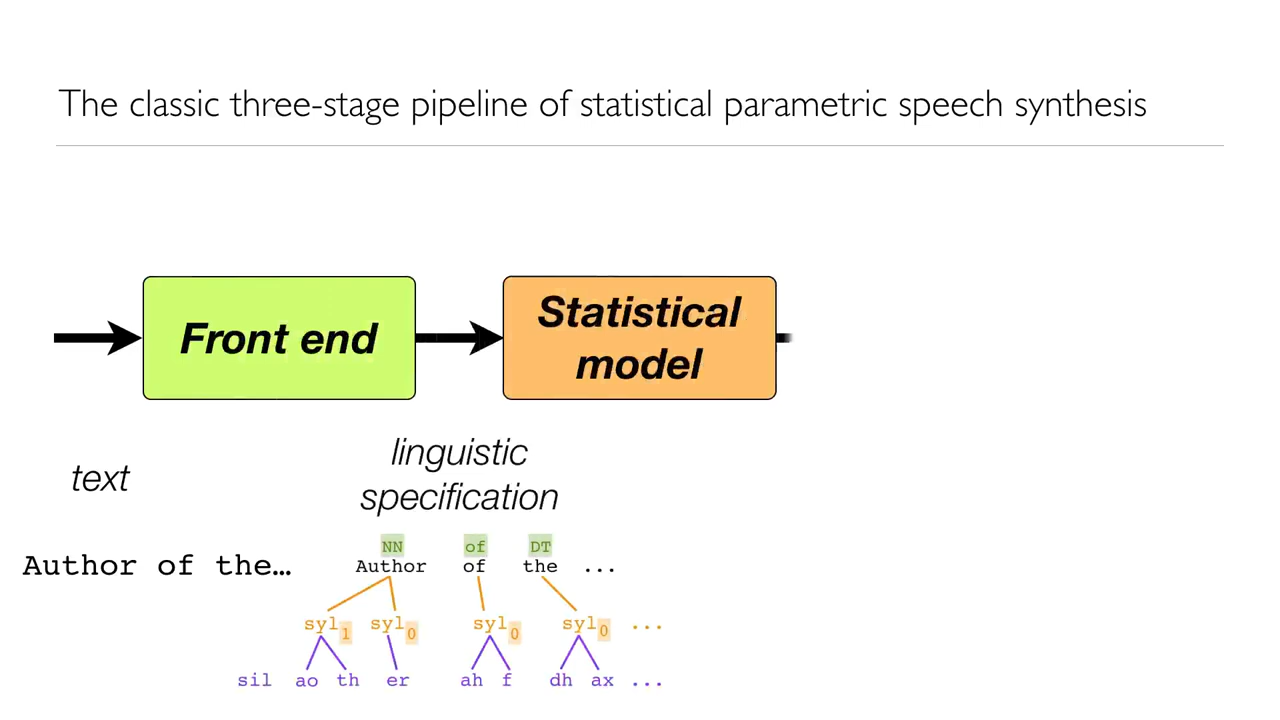 The classic three-stage pipeline of statistical parametric speech synthesis
Front end
Statistical
model
text
linguistic
specification
Author of the…
NN of DT
Author of the ...
syl1 syl0 syl0 syl0 ...
sil ao th er ah f dh ax ...